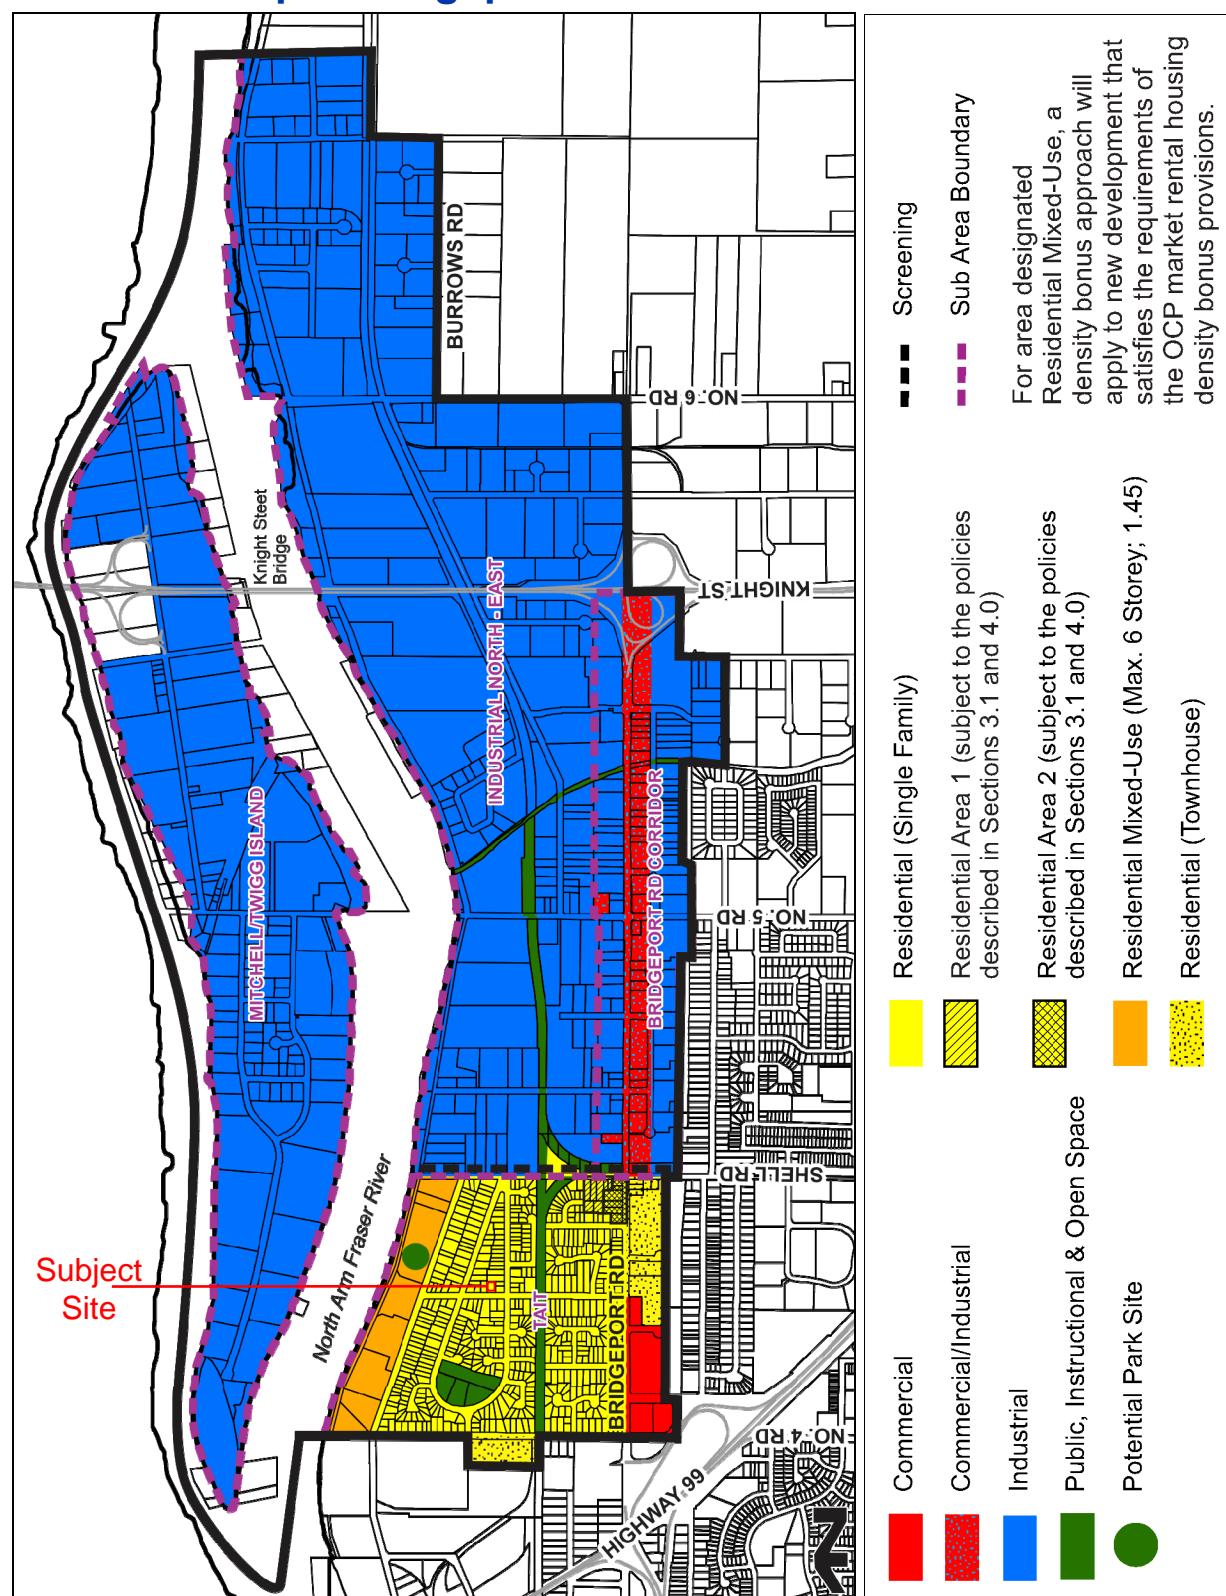 Subject
Site
MITCHELL/TWIGG ISLAND
Knight Steet
Bridge
North Arm Fraser River
INDUSTRIAL NORTH - EAST
BURROWS RD
NO. 6 RD
KNIGHT ST
BRIDGEPORT RD CORRIDOR
NO. 5 RD
SHELL RD
TAIT
BRIDGEPORT RD
NO. 4 RD
HIGHWAY 99
N
Commercial
Commercial/Industrial
Industrial
Public, Instructional & Open Space
Potential Park Site
Residential (Single Family)
Residential Area 1 (subject to the policies
described in Sections 3.1 and 4.0)
Residential Area 2 (subject to the policies
described in Sections 3.1 and 4.0)
Residential Mixed-Use (Max. 6 Storey; 1.45)
Residential (Townhouse)
Screening
Sub Area Boundary
For area designated
Residential Mixed-Use, a
density bonus approach will
apply to new development that
satisfies the requirements of
the OCP market rental housing
density bonus provisions.